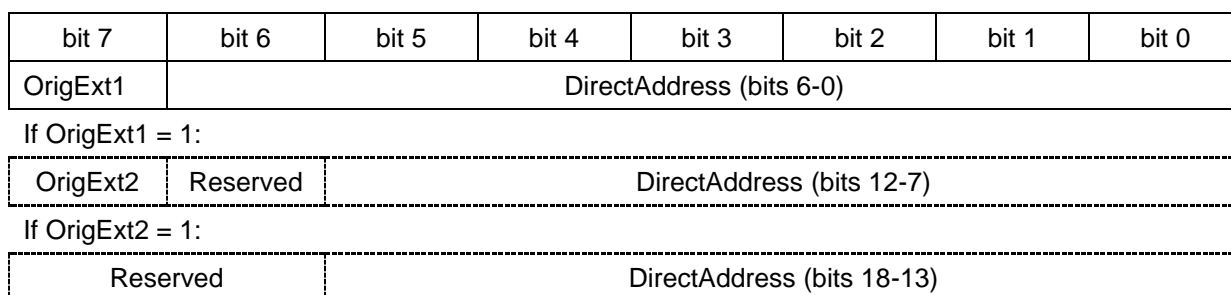 bit 7 bit 6 bit 5 bit 4 bit 3 bit 2 bit 1 bit 0
OrigExt1 DirectAddress (bits 6-0)
If OrigExt1 = 1:
OrigExt2 Reserved DirectAddress (bits 12-7)
If OrigExt2 = 1:
Reserved DirectAddress (bits 18-13)